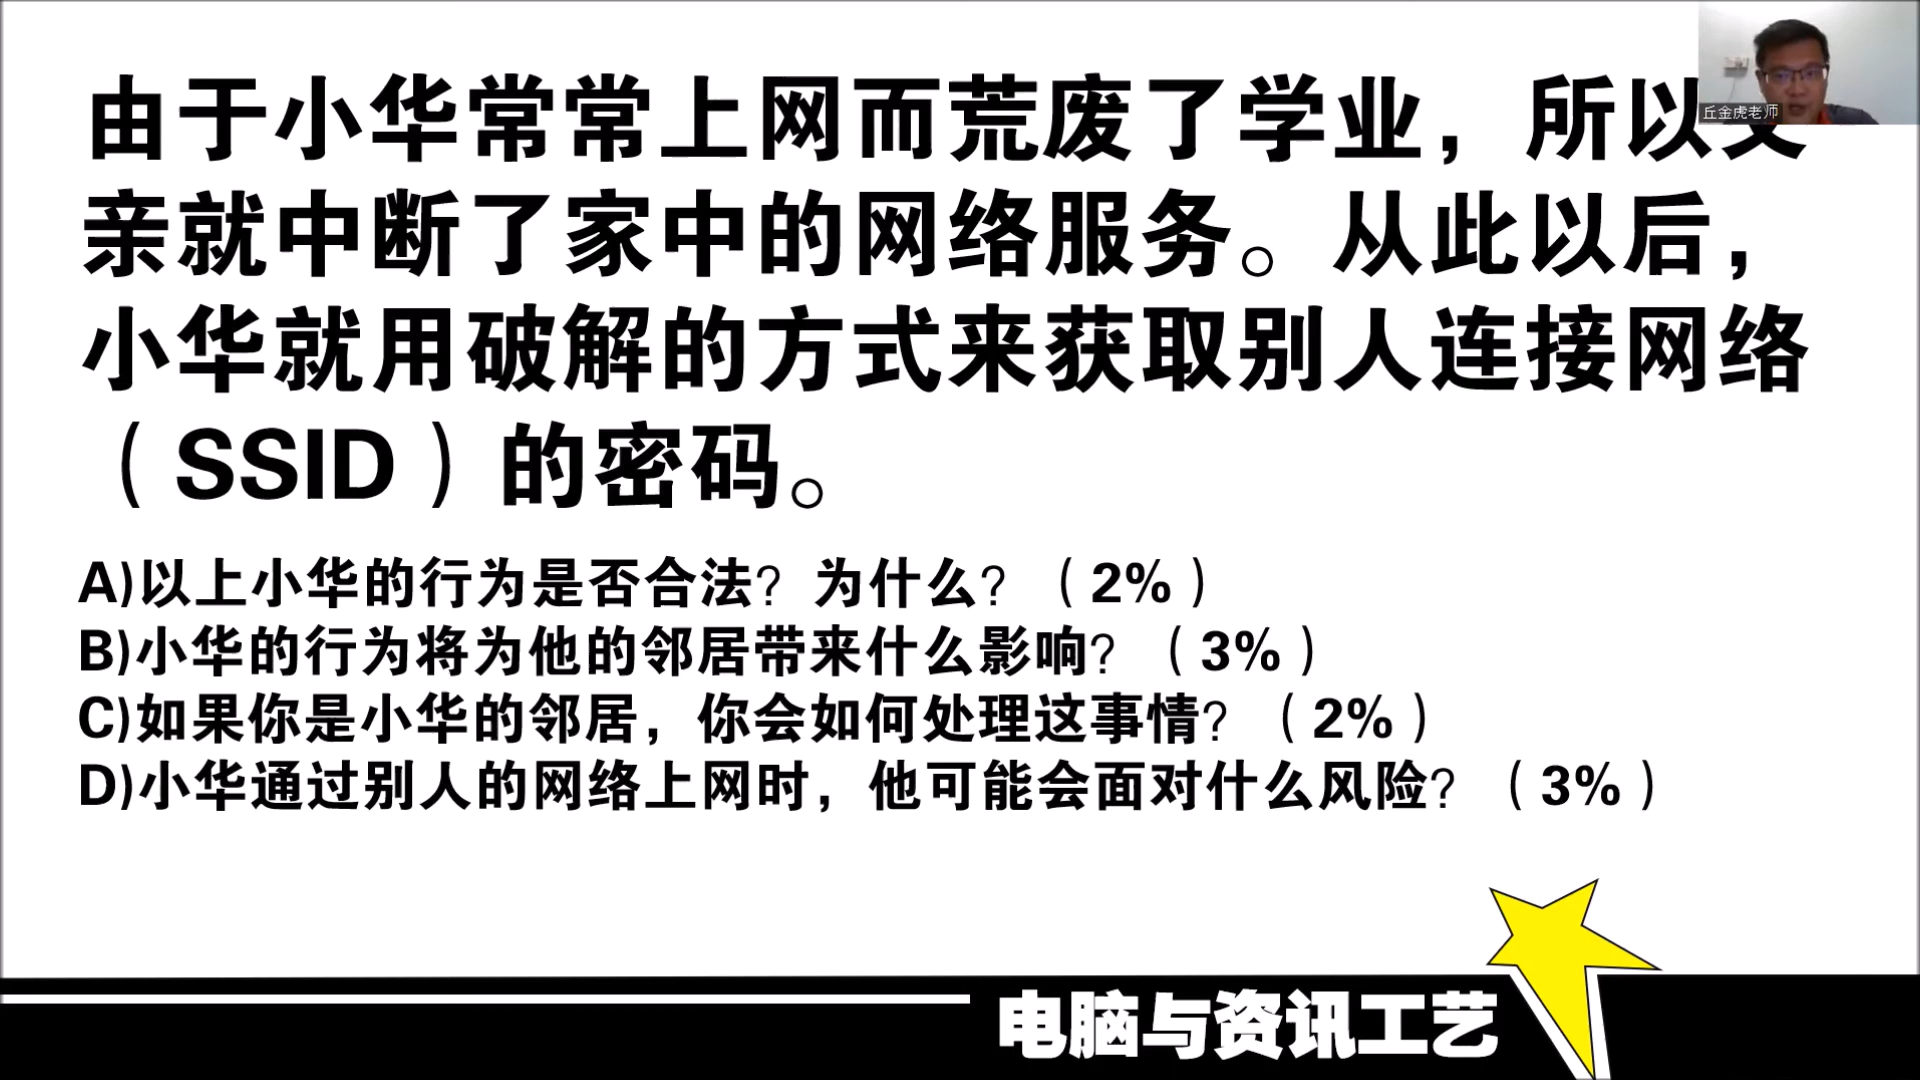 由于小华常常上网而荒废了学业，所以父
丘金虎老师
亲就中断了家中的网络服务。从此以后，
小华就用破解的方式来获取别人连接网络
（SSID）的密码。
A)以上小华的行为是否合法？为什么？（2%）
B)小华的行为将为他的邻居带来什么影响？（3%）
C)如果你是小华的邻居，你会如何处理这事情？（2%）
D)小华通过别人的网络上网时，他可能会面对什么风险？（3%）
电脑与资讯工艺